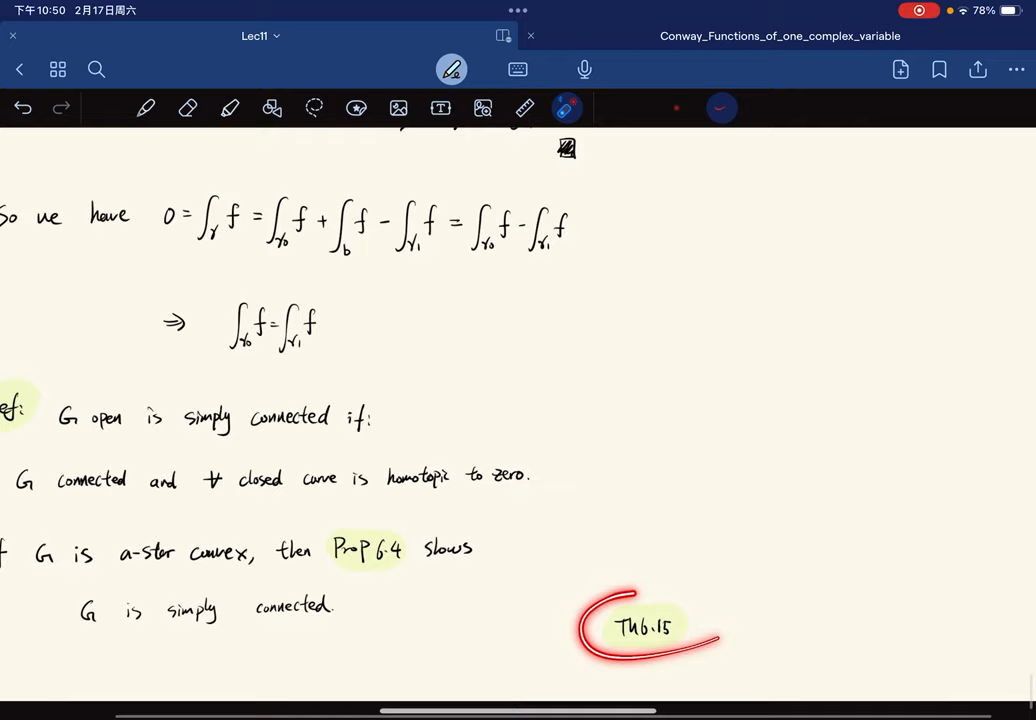 下午10:50 2月17日周六
78%
Lec11
Conway_Functions_of_one_complex_variable
So we have 0 = ∫_γ f = ∫_γ₀ f + ∫_b f - ∫_γ₁ f = ∫_γ₀ f - ∫_γ₁ f
⇒ ∫_γ₀ f = ∫_γ₁ f
ef: G open is simply connected if:
G connected and ∀ closed curve is homotopic to zero.
f G is a-star convex, then Prop 6.4 shows
G is simply connected.
Th6.15